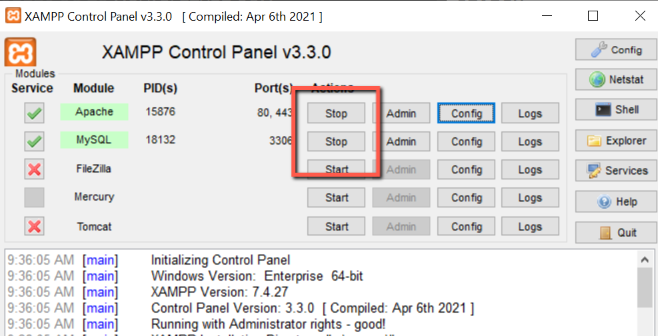 XAMPP Control Panel v3.3.0 [ Compiled: Apr 6th 2021 ]
XAMPP Control Panel v3.3.0
Config
Modules
Service Module PID(s) Port(s) Actions
Netstat
Apache 15876 80, 443 Stop Admin Config Logs
Shell
MySQL 18132 3306 Stop Admin Config Logs
Explorer
FileZilla Start Admin Config Logs
Services
Mercury Start Admin Config Logs
Help
Tomcat Start Admin Config Logs
Quit
9:36:05 AM [main] Initializing Control Panel
9:36:05 AM [main] Windows Version: Enterprise 64-bit
9:36:05 AM [main] XAMPP Version: 7.4.27
9:36:05 AM [main] Control Panel Version: 3.3.0 [ Compiled: Apr 6th 2021 ]
9:36:05 AM [main] Running with Administrator rights - good!